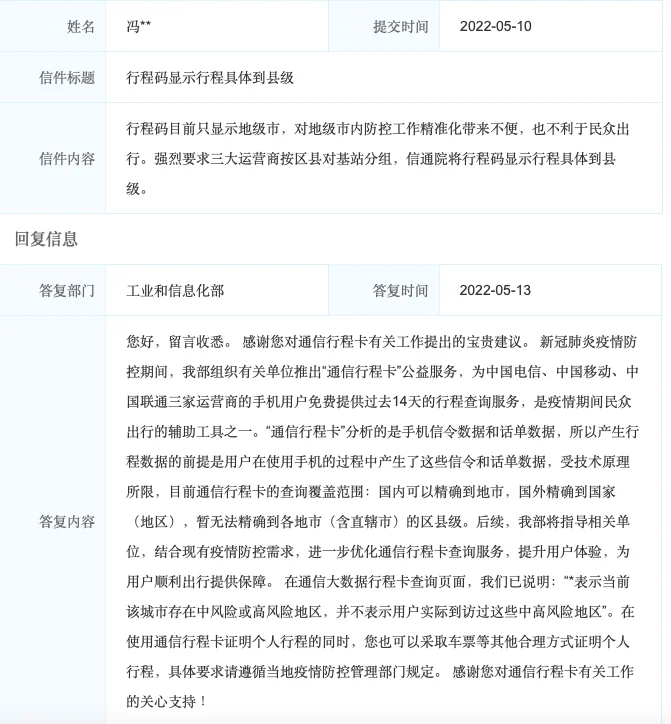 姓名 冯** 提交时间 2022-05-10
信件标题 行程码显示行程具体到县级
行程码目前只显示地级市，对地级市内防控工作精准化带来不便，也不利于民众出
信件内容 行。强烈要求三大运营商按区县对基站分组，信通院将行程码显示行程具体到县
级。
回复信息
答复部门 工业和信息化部 答复时间 2022-05-13
您好，留言收悉。 感谢您对通信行程卡有关工作提出的宝贵建议。 新冠肺炎疫情防
控期间，我部组织有关单位推出“通信行程卡”公益服务，为中国电信、中国移动、中
国联通三家运营商的手机用户免费提供过去14天的行程查询服务，是疫情期间民众
出行的辅助工具之一。“通信行程卡”分析的是手机信令数据和话单数据，所以产生行
程数据的前提是用户在使用手机的过程中产生了这些信令和话单数据，受技术原理
所限，目前通信行程卡的查询覆盖范围：国内可以精确到地市，国外精确到国家
答复内容 （地区），暂无法精确到各地市（含直辖市）的区县级。后续，我部将指导相关单
位，结合现有疫情防控需求，进一步优化通信行程卡查询服务，提升用户体验，为
用户顺利出行提供保障。 在通信大数据行程卡查询页面，我们已说明：“*表示当前
该城市存在中风险或高风险地区，并不表示用户实际到访过这些中高风险地区”。在
使用通信行程卡证明个人行程的同时，您也可以采取车票等其他合理方式证明个人
行程，具体要求请遵循当地疫情防控管理部门规定。 感谢您对通信行程卡有关工作
的关心支持！